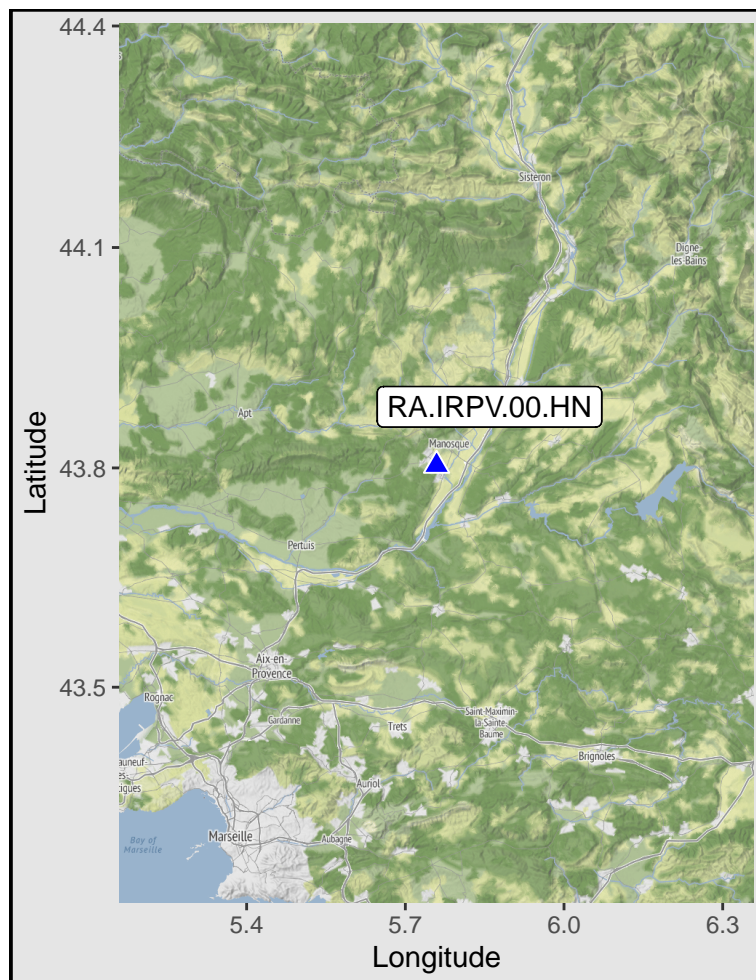 44.4
Sisteron
44.1
Digne-
les-Bains
Latitude
RA.IRPV.00.HN
Apt
Manosque
43.8
Pertuis
Aix-en-
Provence
43.5
Rognac
Gardanne
Trets
Saint-Maximin-
la-Sainte-
Baume
Brignoles
Auriol
Marseille
Aubagne
Bay of
Marseille
5.4
5.7
6.0
6.3
Longitude